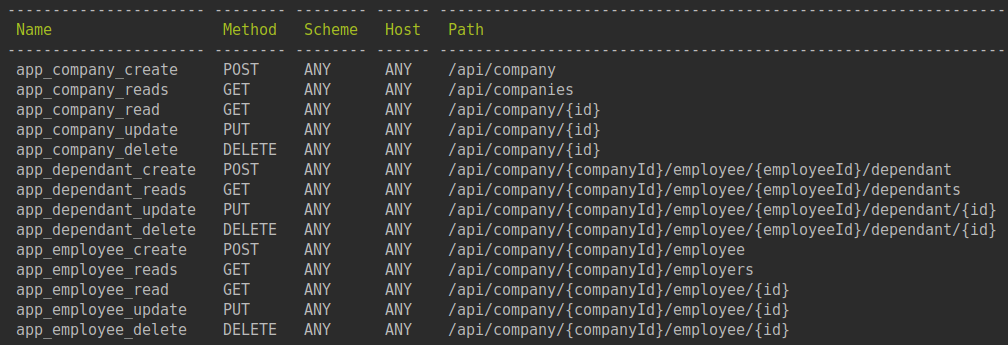 Name Method Scheme Host Path
app_company_create POST ANY ANY /api/company
app_company_reads GET ANY ANY /api/companies
app_company_read GET ANY ANY /api/company/{id}
app_company_update PUT ANY ANY /api/company/{id}
app_company_delete DELETE ANY ANY /api/company/{id}
app_dependant_create POST ANY ANY /api/company/{companyId}/employee/{employeeId}/dependant
app_dependant_reads GET ANY ANY /api/company/{companyId}/employee/{employeeId}/dependants
app_dependant_update PUT ANY ANY /api/company/{companyId}/employee/{employeeId}/dependant/{id}
app_dependant_delete DELETE ANY ANY /api/company/{companyId}/employee/{employeeId}/dependant/{id}
app_employee_create POST ANY ANY /api/company/{companyId}/employee
app_employee_reads GET ANY ANY /api/company/{companyId}/employers
app_employee_read GET ANY ANY /api/company/{companyId}/employee/{id}
app_employee_update PUT ANY ANY /api/company/{companyId}/employee/{id}
app_employee_delete DELETE ANY ANY /api/company/{companyId}/employee/{id}